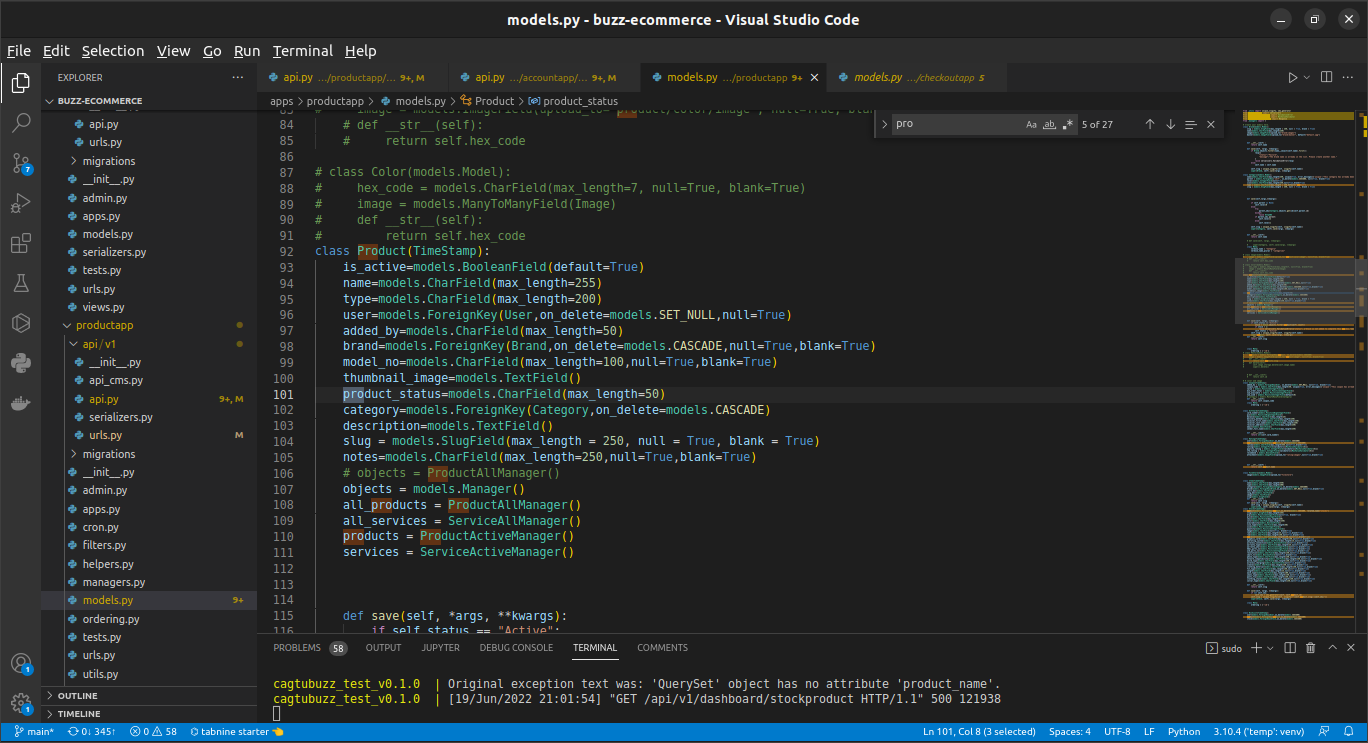 models.py - buzz-ecommerce - Visual Studio Code
File Edit Selection View Go Run Terminal Help
EXPLORER
BUZZ-ECOMMERCE
api.py
urls.py
migrations
__init__.py
admin.py
apps.py
models.py
serializers.py
tests.py
urls.py
views.py
productapp
api/v1
__init__.py
api_cms.py
api.py 9+, M
serializers.py
urls.py M
migrations
__init__.py
admin.py
apps.py
cron.py
filters.py
helpers.py
managers.py
models.py 9+
ordering.py
tests.py
urls.py
utils.py
OUTLINE
TIMELINE
api.py .../productapp/... 9+, M
api.py .../accountapp/... 9+, M
models.py .../productapp 9+
models.py .../checkoutapp 5
apps > productapp > models.py > Product > product_status
pro Aa ab .* 5 of 27
84 # def __str__(self):
85 #     return self.hex_code
86
87 # class Color(models.Model):
88 #     hex_code = models.CharField(max_length=7, null=True, blank=True)
89 #     image = models.ManyToManyField(Image)
90 #     def __str__(self):
91 #         return self.hex_code
92 class Product(TimeStamp):
93     is_active=models.BooleanField(default=True)
94     name=models.CharField(max_length=255)
95     type=models.CharField(max_length=200)
96     user=models.ForeignKey(User,on_delete=models.SET_NULL,null=True)
97     added_by=models.CharField(max_length=50)
98     brand=models.ForeignKey(Brand,on_delete=models.CASCADE,null=True,blank=True)
99     model_no=models.CharField(max_length=100,null=True,blank=True)
100     thumbnail_image=models.TextField()
101     product_status=models.CharField(max_length=50)
102     category=models.ForeignKey(Category,on_delete=models.CASCADE)
103     description=models.TextField()
104     slug = models.SlugField(max_length = 250, null = True, blank = True)
105     notes=models.CharField(max_length=250,null=True,blank=True)
106     # objects = ProductAllManager()
107     objects = models.Manager()
108     all_products = ProductAllManager()
109     all_services = ServiceAllManager()
110     products = ProductActiveManager()
111     services = ServiceActiveManager()
112
113
114
115     def save(self, *args, **kwargs):
116         if self.status == "Active":
PROBLEMS 58 OUTPUT JUPYTER DEBUG CONSOLE TERMINAL COMMENTS
sudo
cagtubuzz_test_v0.1.0 | Original exception text was: 'QuerySet' object has no attribute 'product_name'.
cagtubuzz_test_v0.1.0 | [19/Jun/2022 21:01:54] "GET /api/v1/dashboard/stockproduct HTTP/1.1" 500 121938
7
1
1
main* 0↓ 345↑ 0 58 tabnine starter Ln 101, Col 8 (3 selected) Spaces: 4 UTF-8 LF Python 3.10.4 ('temp': venv)